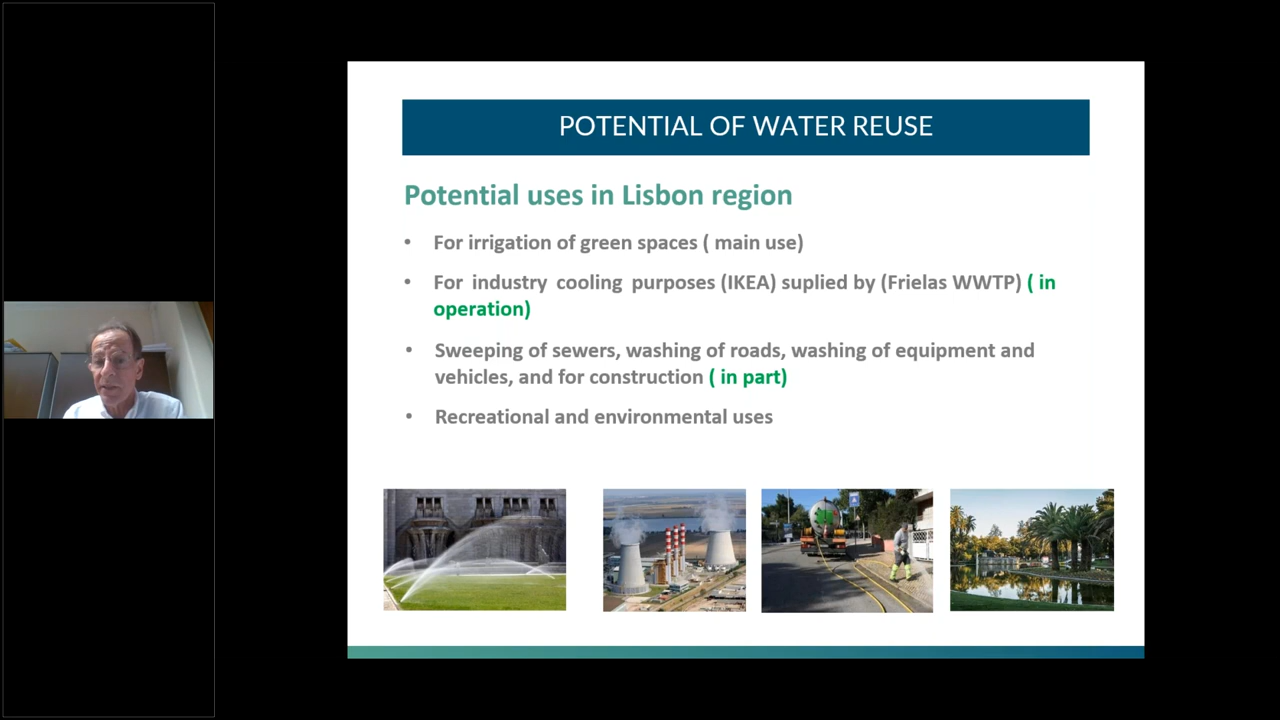 POTENTIAL OF WATER REUSE
Potential uses in Lisbon region
• For irrigation of green spaces ( main use)
• For industry cooling purposes (IKEA) suplied by (Frielas WWTP) ( in
operation)
• Sweeping of sewers, washing of roads, washing of equipment and
vehicles, and for construction ( in part)
• Recreational and environmental uses